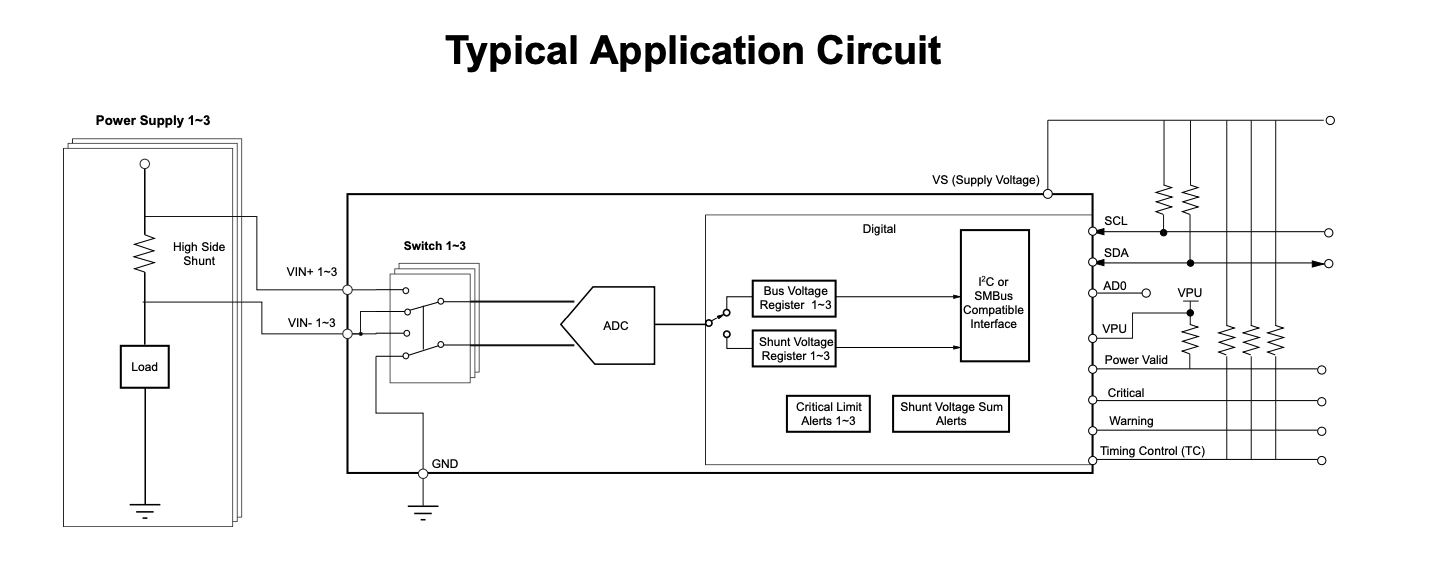 Typical Application Circuit
Power Supply 1~3
VS (Supply Voltage)
High Side
Shunt
Load
VIN+ 1~3
VIN- 1~3
Switch 1~3
GND
ADC
Digital
Bus Voltage
Register 1~3
Shunt Voltage
Register 1~3
I²C or
SMBus
Compatible
Interface
Critical Limit
Alerts 1~3
Shunt Voltage Sum
Alerts
SCL
SDA
AD0
VPU
VPU
Power Valid
Critical
Warning
Timing Control (TC)